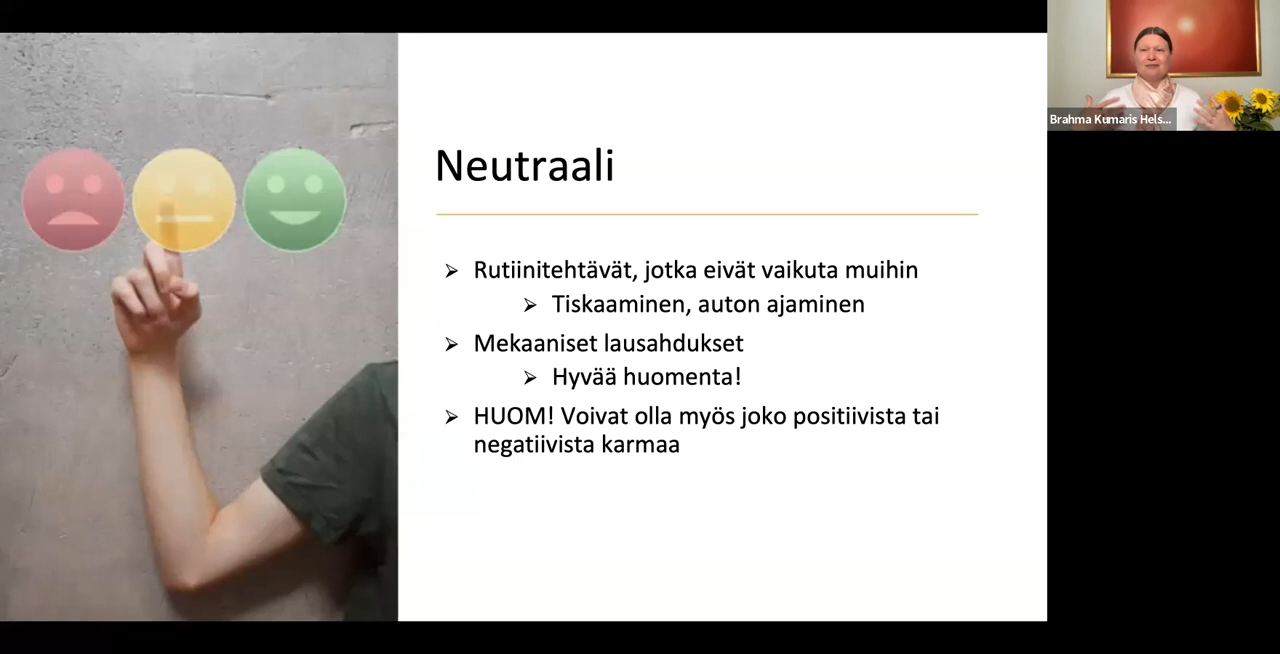 Neutraali
Rutiinitehtävät, jotka eivät vaikuta muihin
Tiskaaminen, auton ajaminen
Mekaaniset lausahdukset
Hyvää huomenta!
HUOM! Voivat olla myös joko positiivista tai
negatiivista karmaa
Brahma Kumaris Hels...